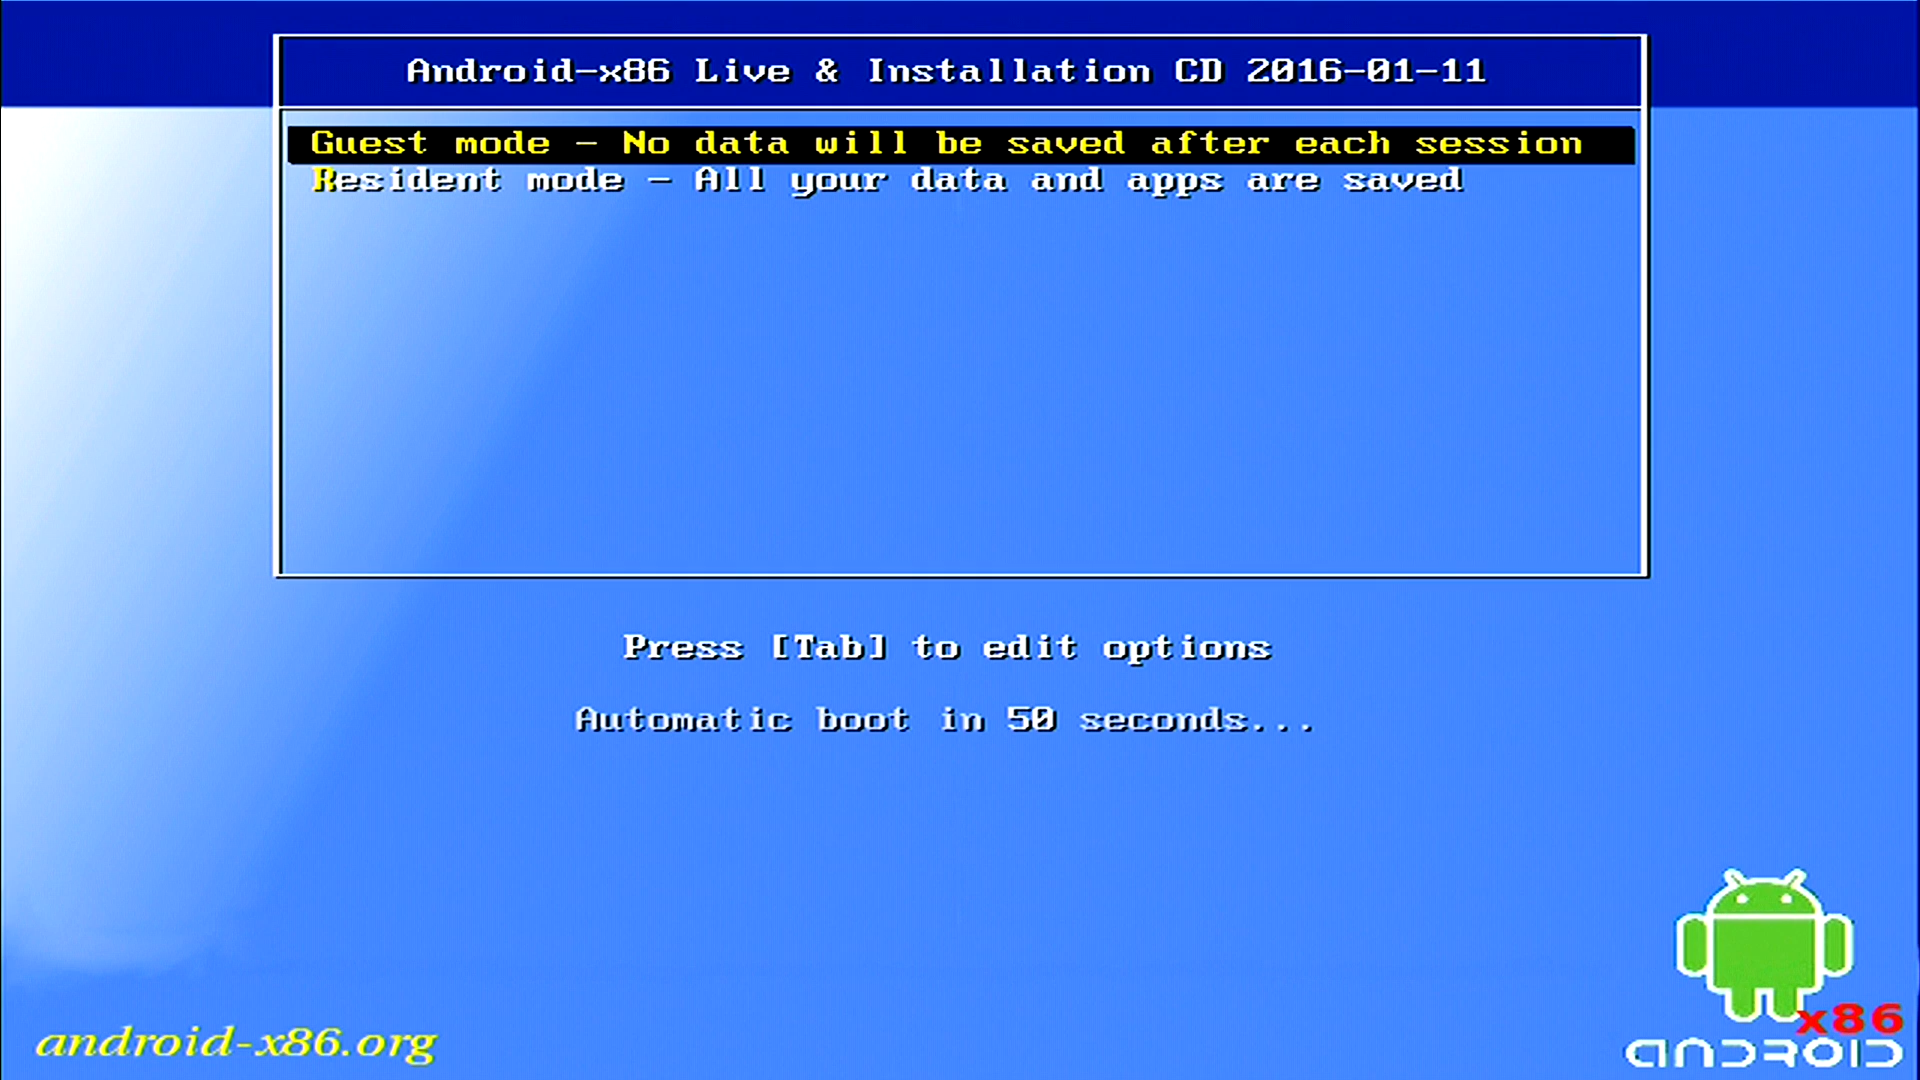 Android-x86 Live & Installation CD 2016-01-11
Guest mode - No data will be saved after each session
Resident mode - All your data and apps are saved
Press [Tab] to edit options
Automatic boot in 50 seconds...
android-x86.org
x86
ANDROID